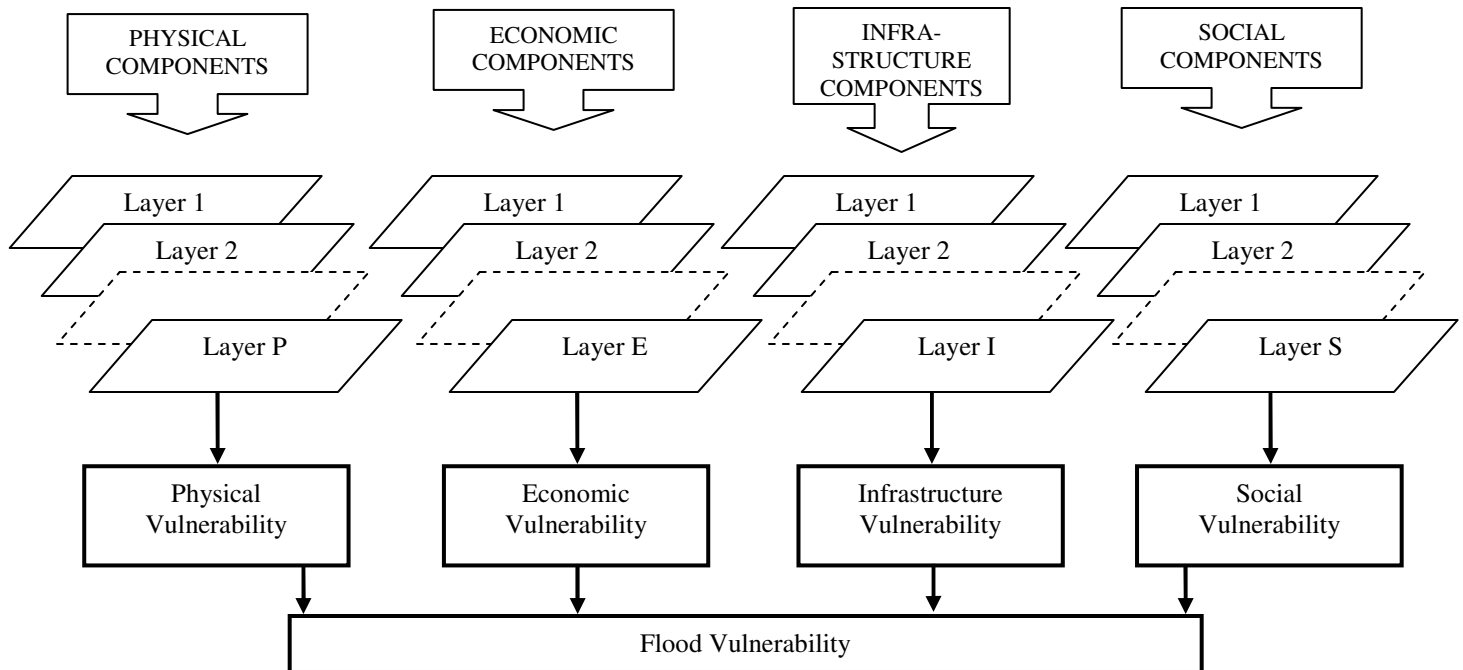 PHYSICAL
COMPONENTS
ECONOMIC
COMPONENTS
INFRA-
STRUCTURE
COMPONENTS
SOCIAL
COMPONENTS
Layer 1
Layer 2
Layer P
Layer 1
Layer 2
Layer E
Layer 1
Layer 2
Layer I
Layer 1
Layer 2
Layer S
Physical
Vulnerability
Economic
Vulnerability
Infrastructure
Vulnerability
Social
Vulnerability
Flood Vulnerability